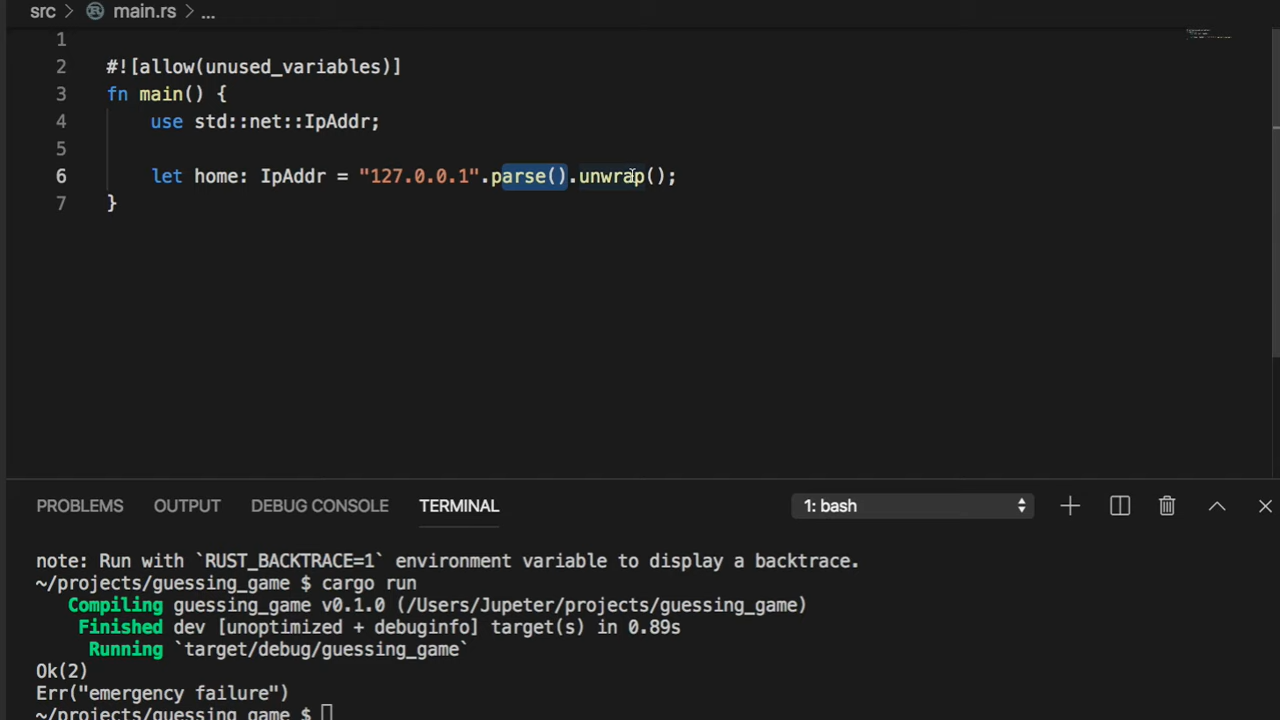 src > main.rs > ...
1
2 #![allow(unused_variables)]
3 fn main() {
4 use std::net::IpAddr;
5
6 let home: IpAddr = "127.0.0.1".parse().unwrap();
7 }
PROBLEMS OUTPUT DEBUG CONSOLE TERMINAL 1: bash
note: Run with `RUST_BACKTRACE=1` environment variable to display a backtrace.
~/projects/guessing_game $ cargo run
Compiling guessing_game v0.1.0 (/Users/Jupeter/projects/guessing_game)
Finished dev [unoptimized + debuginfo] target(s) in 0.89s
Running `target/debug/guessing_game`
Ok(2)
Err("emergency failure")
~/projects/guessing_game $